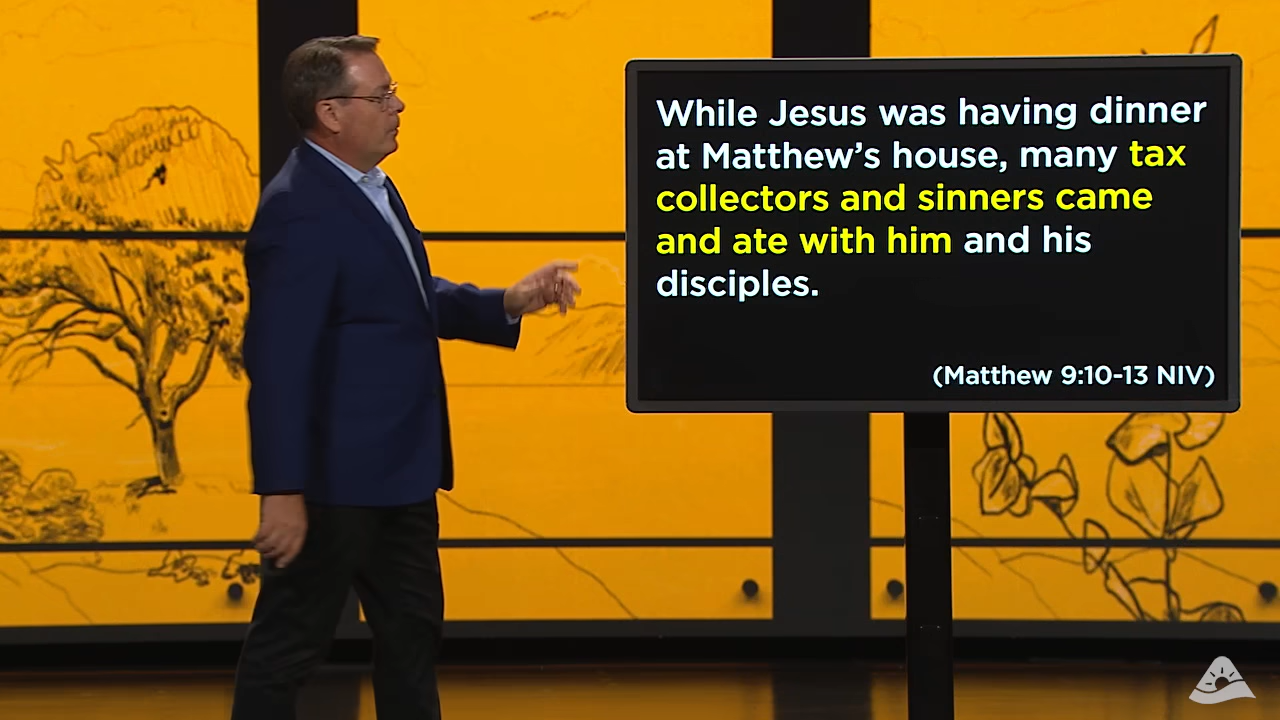 While Jesus was having dinner
at Matthew’s house, many tax
collectors and sinners came
and ate with him and his
disciples.
(Matthew 9:10-13 NIV)